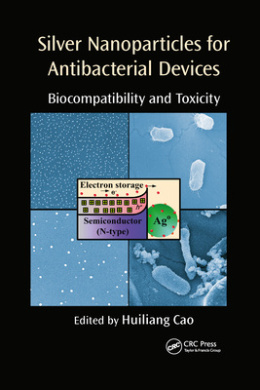 Silver Nanoparticles for
Antibacterial Devices
Biocompatibility and Toxicity
Electron storage
e⁻
Semiconductor
(N-type)
Ag⁰
Edited by Huiliang Cao
CRC Press
Taylor & Francis Group